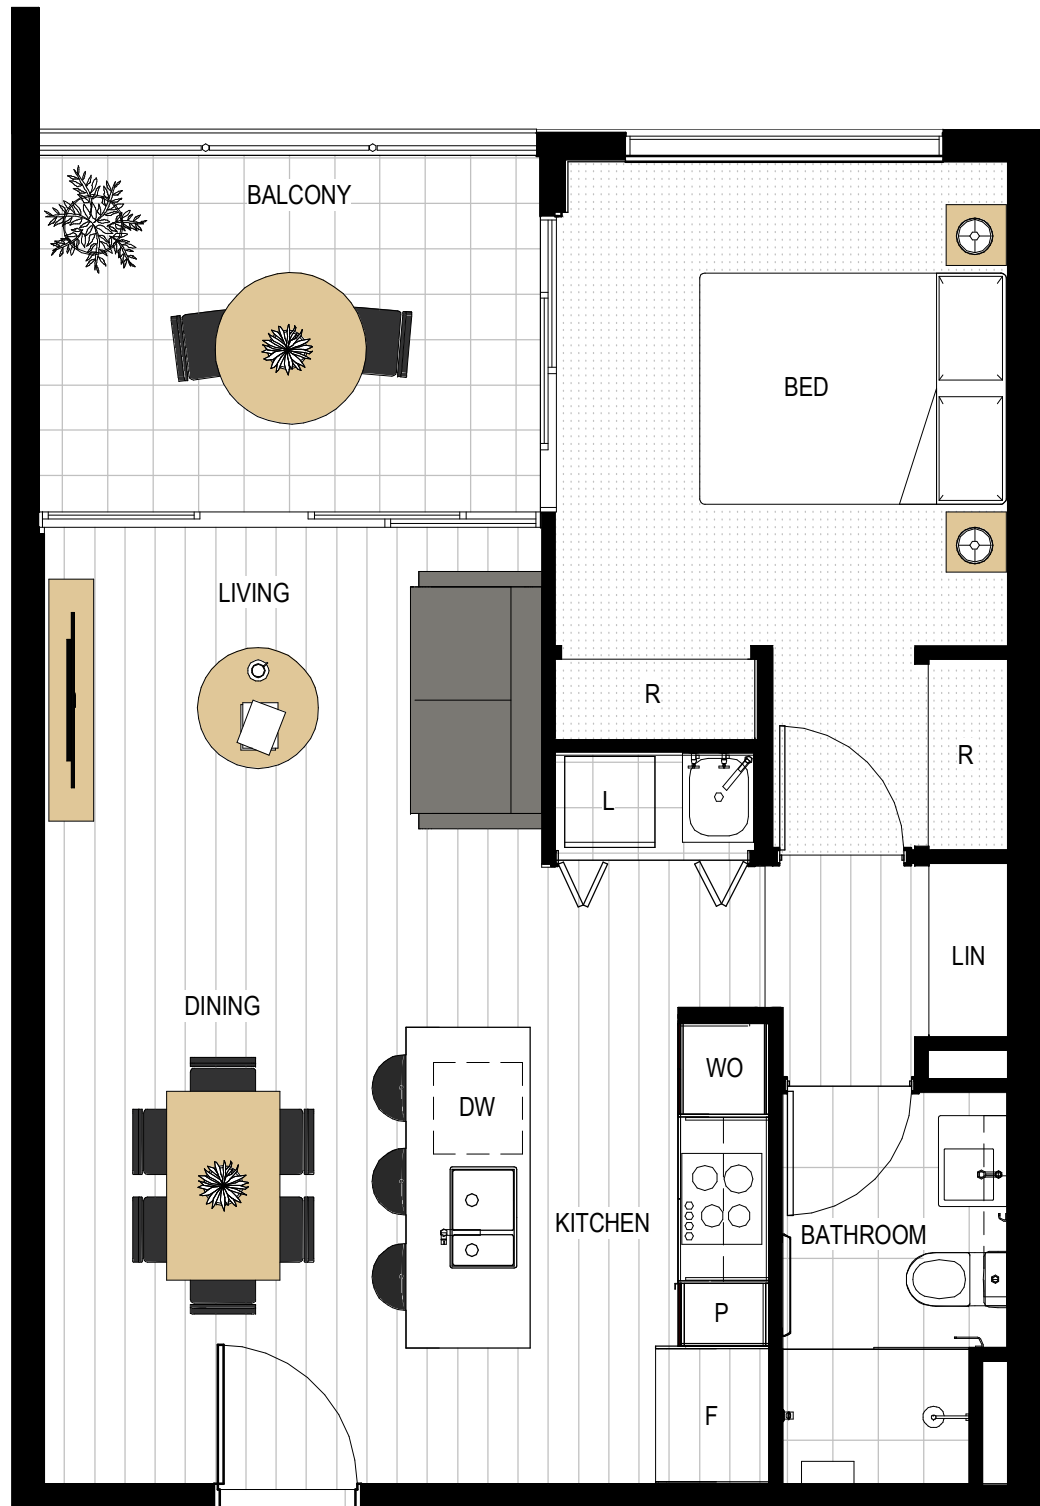 BALCONY
BED
LIVING
R
R
L
LIN
DINING
WO
DW
KITCHEN
BATHROOM
P
F